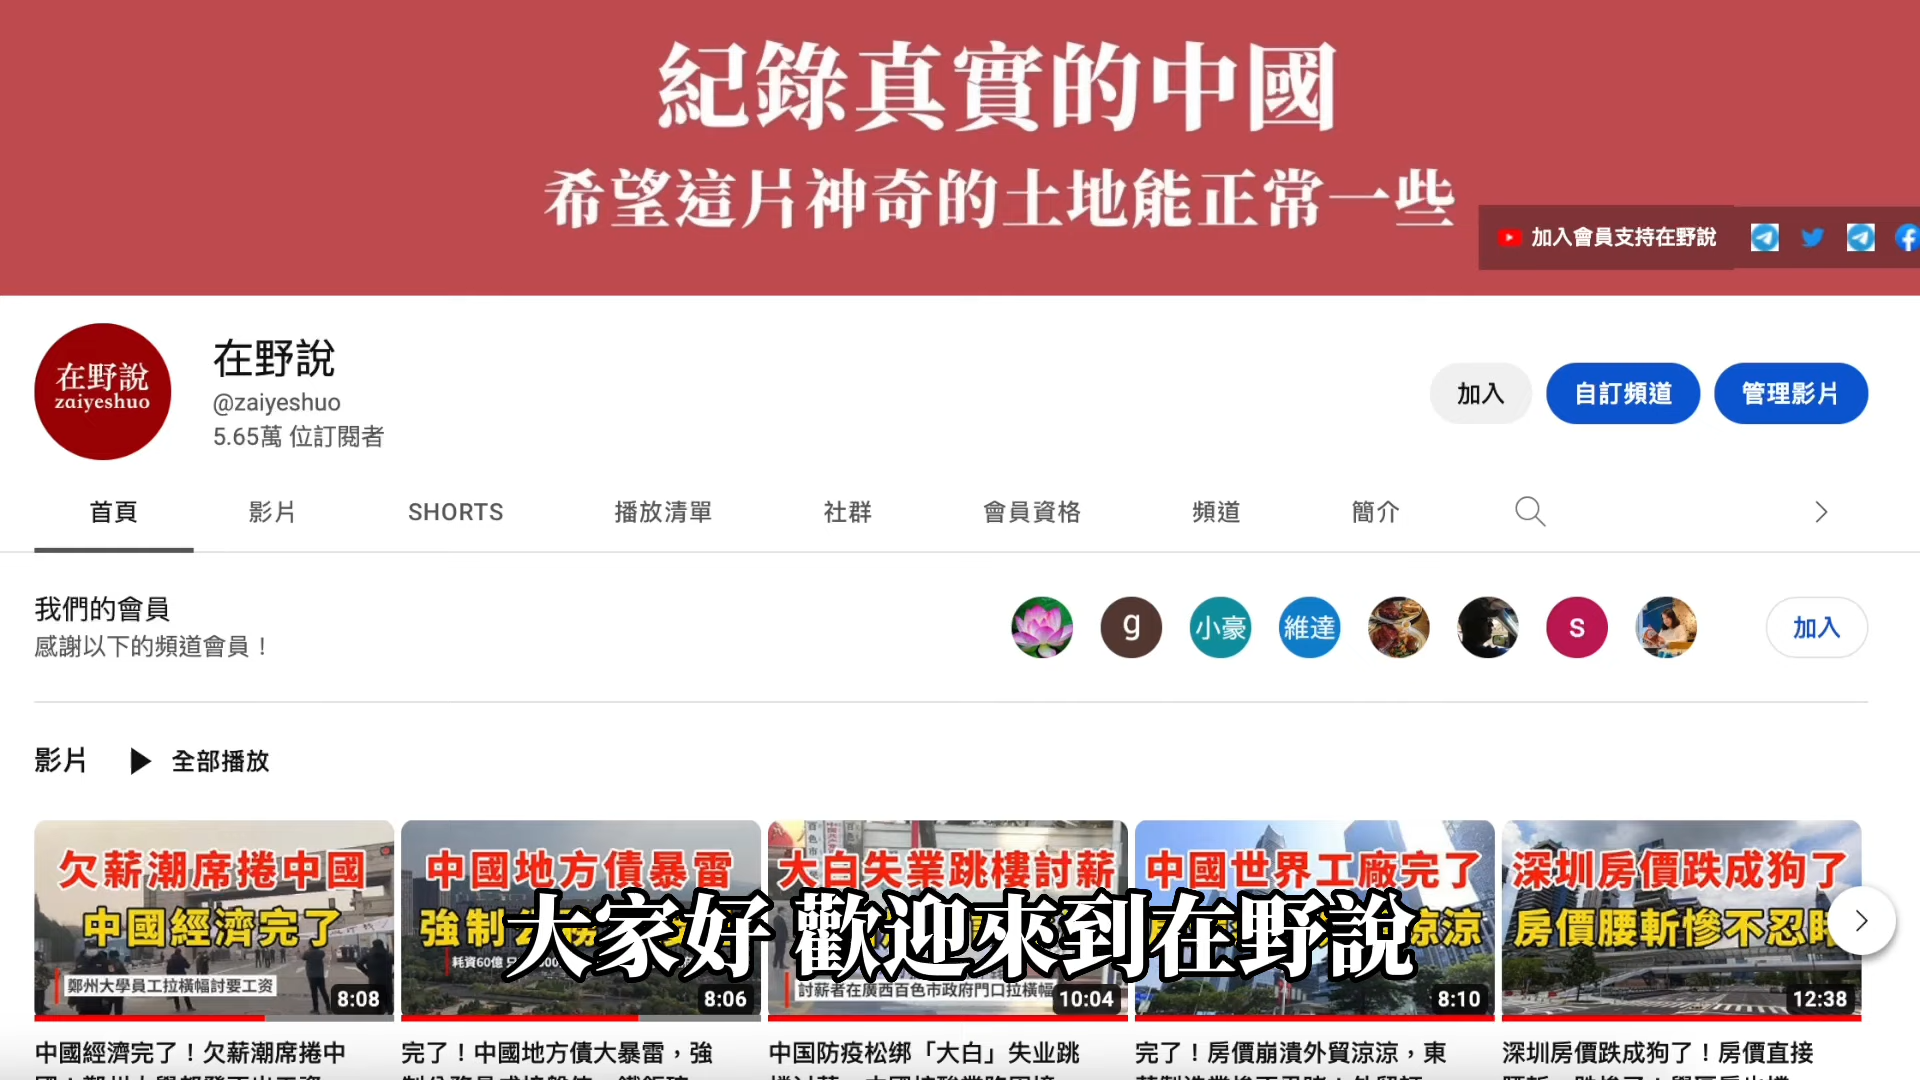 紀錄真實的中國
希望這片神奇的土地能正常一些
加入會員支持在野說
在野說
zaiyeshuo
在野說
@zaiyeshuo
5.65萬 位訂閱者
加入
自訂頻道
管理影片
首頁
影片
SHORTS
播放清單
社群
會員資格
頻道
簡介
我們的會員
感謝以下的頻道會員！
g
小豪
維達
S
加入
影片
全部播放
欠薪潮席捲中國
中國經濟完了
鄭州大學員工拉橫幅討要工资
8:08
中國地方債暴雷
強制
耗資60億
8:06
大白失業跳樓討薪
討薪者在廣西百色市政府門口拉橫幅
10:04
中國世界工廠完了
涼
8:10
深圳房價跌成狗了
房價腰斬慘不忍
12:38
大家好 歡迎來到在野說
中國經濟完了！欠薪潮席捲中
完了！中國地方債大暴雷，強
中国防疫松绑「大白」失业跳
完了！房價崩潰外貿涼涼，東
深圳房價跌成狗了！房價直接